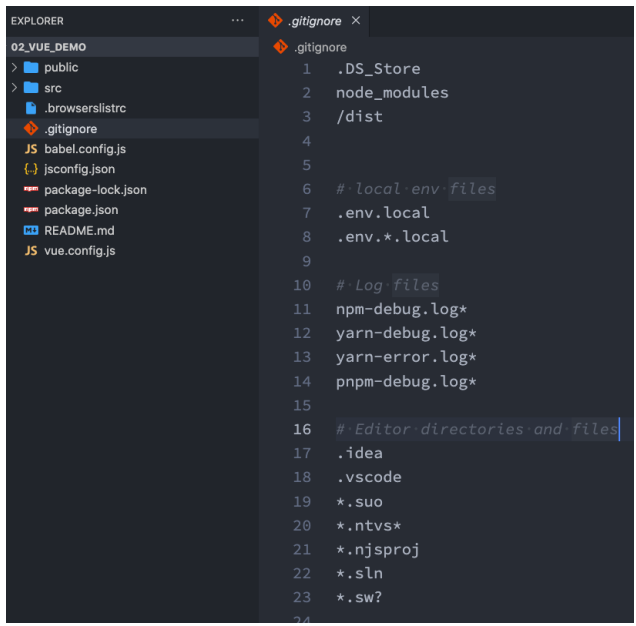 EXPLORER
···
02_VUE_DEMO
public
src
.browserslistrc
.gitignore
JS babel.config.js
{..} jsconfig.json
npm package-lock.json
npm package.json
M README.md
JS vue.config.js
.gitignore ×
.gitignore
1 .DS_Store
2 node_modules
3 /dist
4
5
6 # local env files
7 .env.local
8 .env.*.local
9
10 # Log files
11 npm-debug.log*
12 yarn-debug.log*
13 yarn-error.log*
14 pnpm-debug.log*
15
16 # Editor directories and files
17 .idea
18 .vscode
19 *.suo
20 *.ntvs*
21 *.njsproj
22 *.sln
23 *.sw?
24